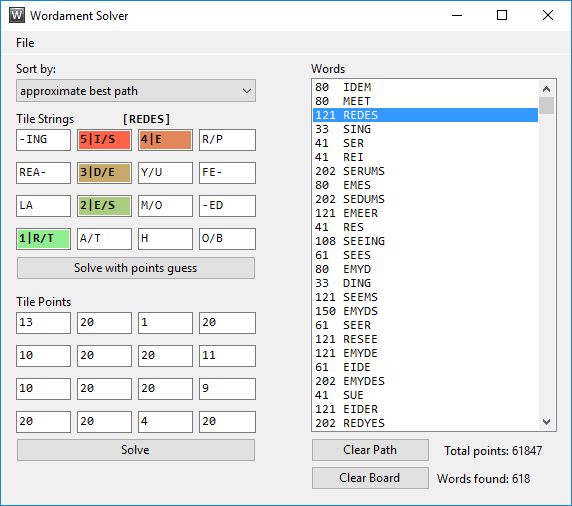 W Wordament Solver
File
Sort by:
approximate best path
Tile Strings [REDES]
-ING 5|I/S 4|E R/P
REA- 3|D/E Y/U FE-
LA 2|E/S M/O -ED
1|R/T A/T H O/B
Solve with points guess
Tile Points
13 20 1 20
10 20 20 11
10 20 20 9
20 20 4 20
Solve
Words
80 IDEM
80 MEET
121 REDES
33 SING
41 SER
41 REI
202 SERUMS
80 EMES
202 SEDUMS
121 EMEER
41 RES
108 SEEING
61 SEES
80 EMYD
33 DING
121 SEEMS
150 EMYDS
61 SEER
121 RESEE
121 EMYDE
61 EIDE
202 EMYDES
41 SUE
121 EIDER
202 REDYES
Clear Path Total points: 61847
Clear Board Words found: 618